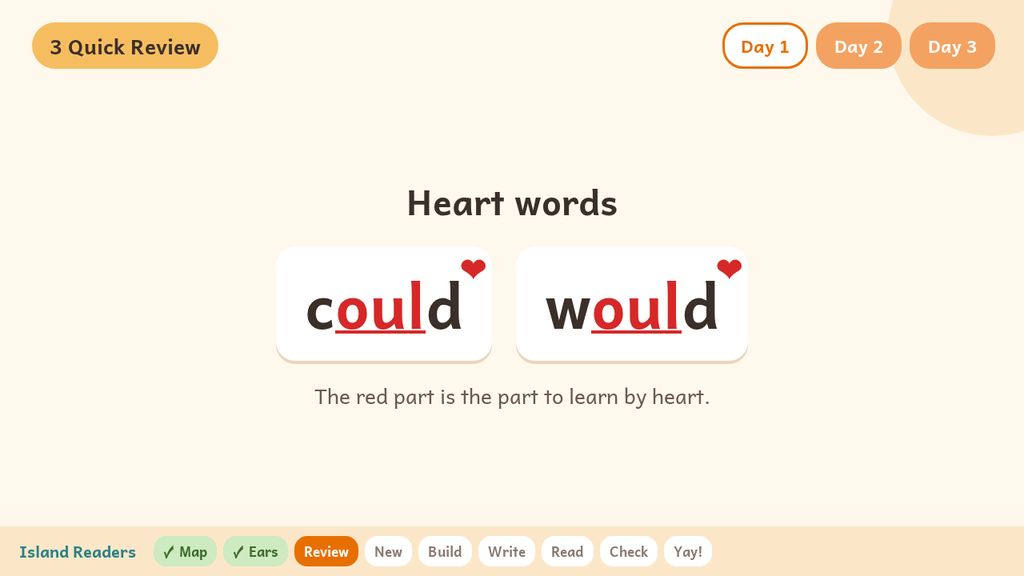 3 Quick Review
Day 1 Day 2 Day 3
Heart words
could❤ would❤
The red part is the part to learn by heart.
Island Readers ✓ Map ✓ Ears Review New Build Write Read Check Yay!